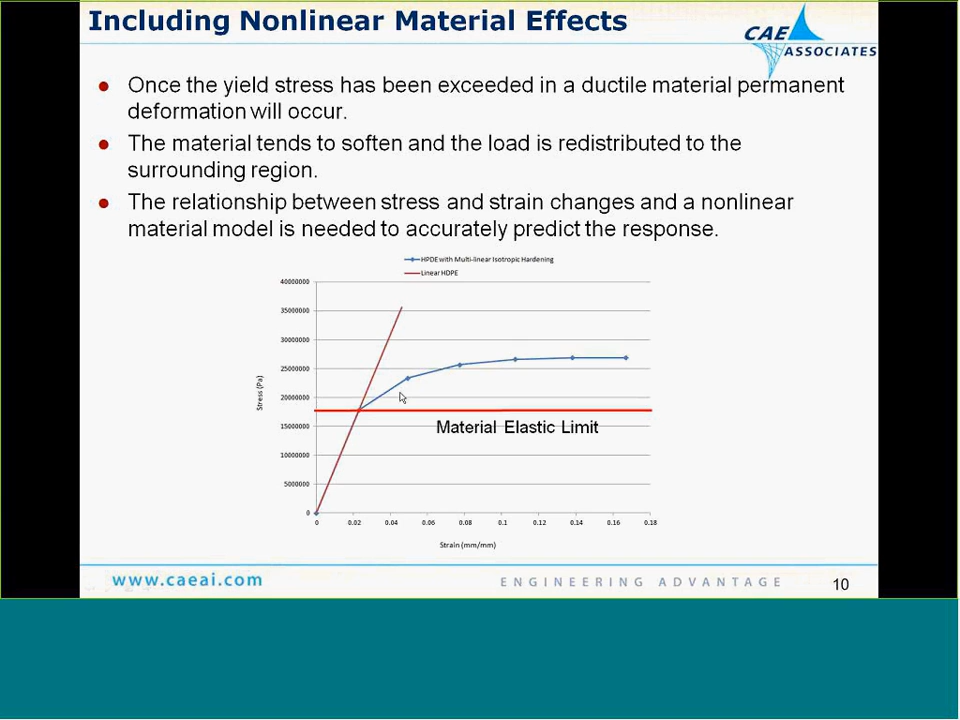 Including Nonlinear Material Effects
CAE
ASSOCIATES
● Once the yield stress has been exceeded in a ductile material permanent
deformation will occur.
● The material tends to soften and the load is redistributed to the
surrounding region.
● The relationship between stress and strain changes and a nonlinear
material model is needed to accurately predict the response.
HPDE with Multi-linear Isotropic Hardening
Linear HDPE
40000000
35000000
30000000
25000000
20000000
15000000
10000000
5000000
0
Stress (Pa)
Material Elastic Limit
0 0.02 0.04 0.06 0.08 0.1 0.12 0.14 0.16 0.18
Strain (mm/mm)
www.caeai.com
ENGINEERING ADVANTAGE
10